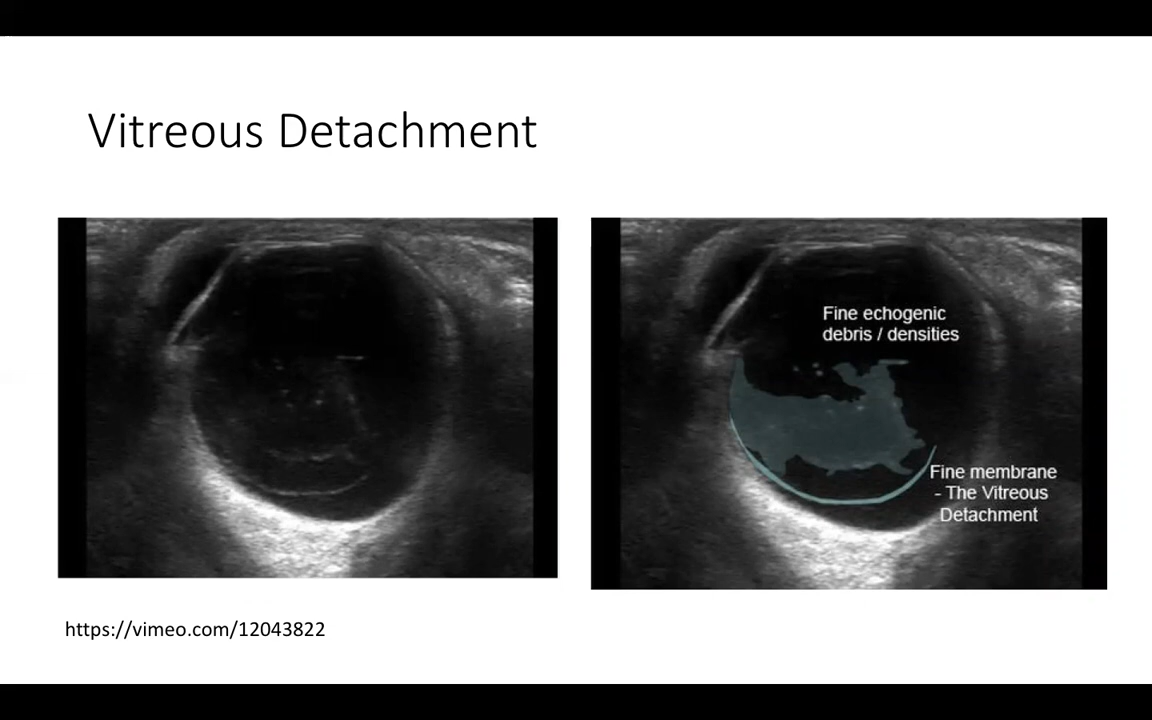 Vitreous Detachment
Fine echogenic
debris / densities
Fine membrane
- The Vitreous
Detachment
https://vimeo.com/12043822